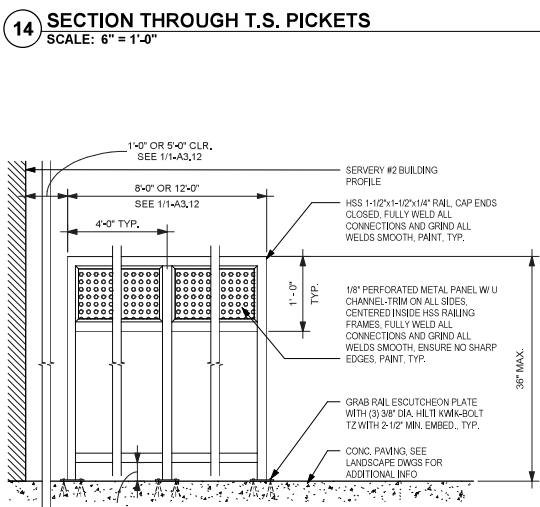 14
SECTION THROUGH T.S. PICKETS
SCALE: 6" = 1'-0"
1'-0" OR 5'-0" CLR.
SEE 1/1-A3.12
8'-0" OR 12'-0"
SEE 1/1-A3.12
4'-0" TYP.
SERVERY #2 BUILDING
PROFILE
HSS 1-1/2"x1-1/2"x1/4" RAIL, CAP ENDS
CLOSED, FULLY WELD ALL
CONNECTIONS AND GRIND ALL
WELDS SMOOTH, PAINT, TYP.
1'-0"
TYP.
1/8" PERFORATED METAL PANEL W/ U
CHANNEL-TRIM ON ALL SIDES,
CENTERED INSIDE HSS RAILING
FRAMES, FULLY WELD ALL
CONNECTIONS AND GRIND ALL
WELDS SMOOTH, ENSURE NO SHARP
EDGES, PAINT, TYP.
36" MAX.
GRAB RAIL ESCUTCHEON PLATE
WITH (3) 3/8" DIA. HILTI KWIK-BOLT
TZ WITH 2-1/2" MIN. EMBED., TYP.
CONC. PAVING, SEE
LANDSCAPE DWGS FOR
ADDITIONAL INFO